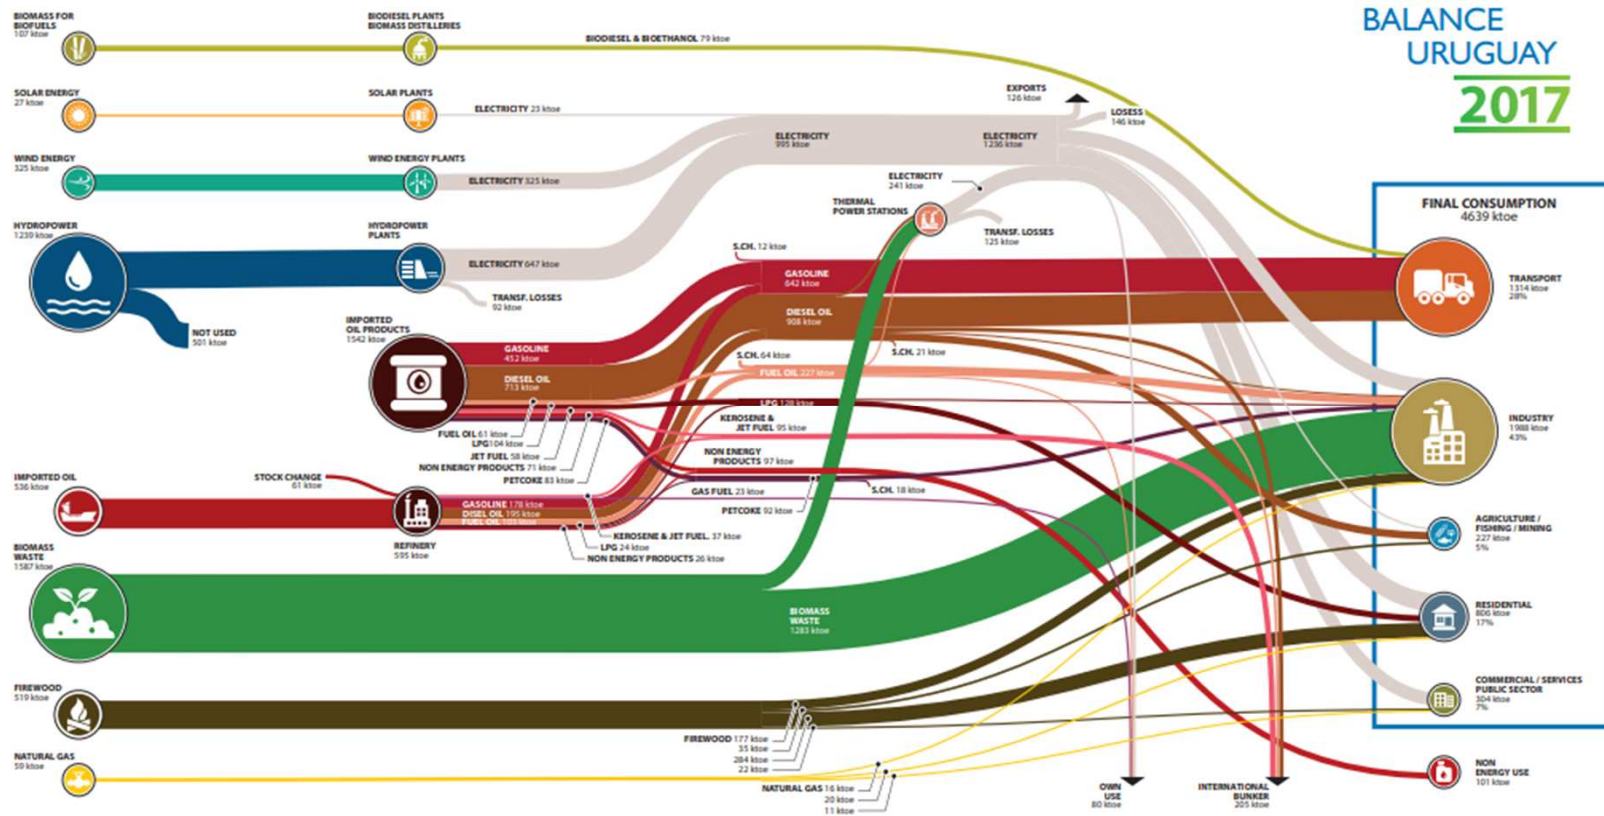 BALANCE
URUGUAY
2017
BIOMASS FOR
BIOFUELS
107 ktoe
BIODIESEL PLANTS
BIOMASS DISTILLERIES
BIODIESEL & BIOETHANOL 79 ktoe
SOLAR ENERGY
27 ktoe
SOLAR PLANTS
ELECTRICITY 23 ktoe
EXPORTS
126 ktoe
LOSESS
146 ktoe
WIND ENERGY
325 ktoe
WIND ENERGY PLANTS
ELECTRICITY 325 ktoe
ELECTRICITY
995 ktoe
ELECTRICITY
1236 ktoe
ELECTRICITY
241 ktoe
THERMAL
POWER STATIONS
TRANSF. LOSSES
125 ktoe
HYDROPOWER
1239 ktoe
HYDROPOWER
PLANTS
ELECTRICITY 647 ktoe
TRANSF. LOSSES
92 ktoe
NOT USED
501 ktoe
S.CH. 12 ktoe
GASOLINE
642 ktoe
DIESEL OIL
908 ktoe
S.CH. 64 ktoe
S.CH. 21 ktoe
FUEL OIL 227 ktoe
LPG 128 ktoe
KEROSENE &
JET FUEL 95 ktoe
NON ENERGY
PRODUCTS 97 ktoe
GAS FUEL 23 ktoe
PETCOKE 92 ktoe
S.CH. 18 ktoe
IMPORTED
OIL PRODUCTS
1542 ktoe
GASOLINE
452 ktoe
DIESEL OIL
713 ktoe
FUEL OIL 61 ktoe
LPG104 ktoe
JET FUEL 58 ktoe
NON ENERGY PRODUCTS 71 ktoe
PETCOKE 83 ktoe
IMPORTED OIL
536 ktoe
STOCK CHANGE
61 ktoe
REFINERY
595 ktoe
GASOLINE 178 ktoe
DISEL OIL 195 ktoe
FUEL OIL 103 ktoe
KEROSENE & JET FUEL. 37 ktoe
LPG 24 ktoe
NON ENERGY PRODUCTS 26 ktoe
BIOMASS
WASTE
1587 ktoe
BIOMASS
WASTE
1283 ktoe
FIREWOOD
519 ktoe
FIREWOOD 177 ktoe
35 ktoe
284 ktoe
22 ktoe
NATURAL GAS
59 ktoe
NATURAL GAS 16 ktoe
20 ktoe
11 ktoe
OWN
USE
80 ktoe
INTERNATIONAL
BUNKER
205 ktoe
FINAL CONSUMPTION
4639 ktoe
TRANSPORT
1314 ktoe
28%
INDUSTRY
1988 ktoe
43%
AGRICULTURE /
FISHING / MINING
227 ktoe
5%
RESIDENTIAL
806 ktoe
17%
COMMERCIAL / SERVICES
PUBLIC SECTOR
304 ktoe
7%
NON
ENERGY USE
101 ktoe